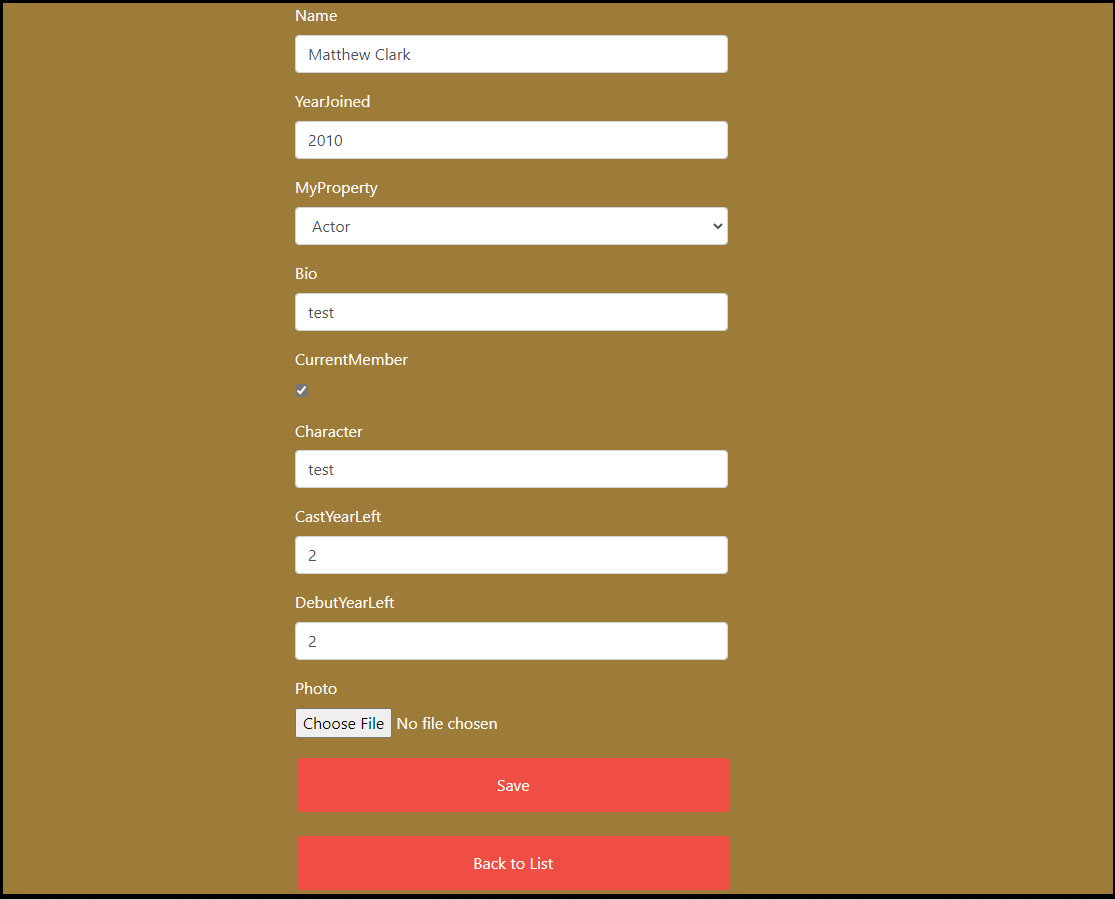 Name
Matthew Clark
YearJoined
2010
MyProperty
Actor
Bio
test
CurrentMember
Character
test
CastYearLeft
2
DebutYearLeft
2
Photo
Choose File No file chosen
Save
Back to List